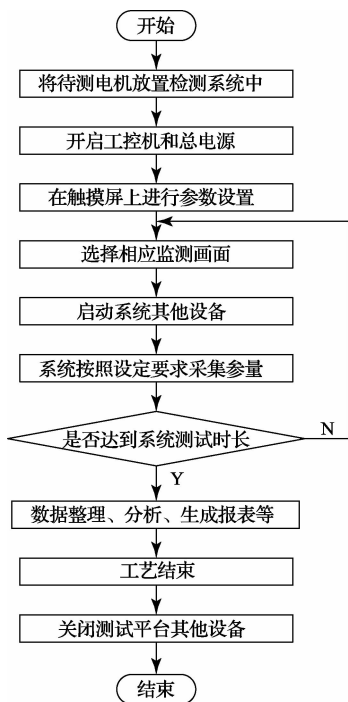 开始
将待测电机放置检测系统中
开启工控机和总电源
在触摸屏上进行参数设置
选择相应监测画面
启动系统其他设备
系统按照设定要求采集参量
是否达到系统测试时长
N
Y
数据整理、分析、生成报表等
工艺结束
关闭测试平台其他设备
结束